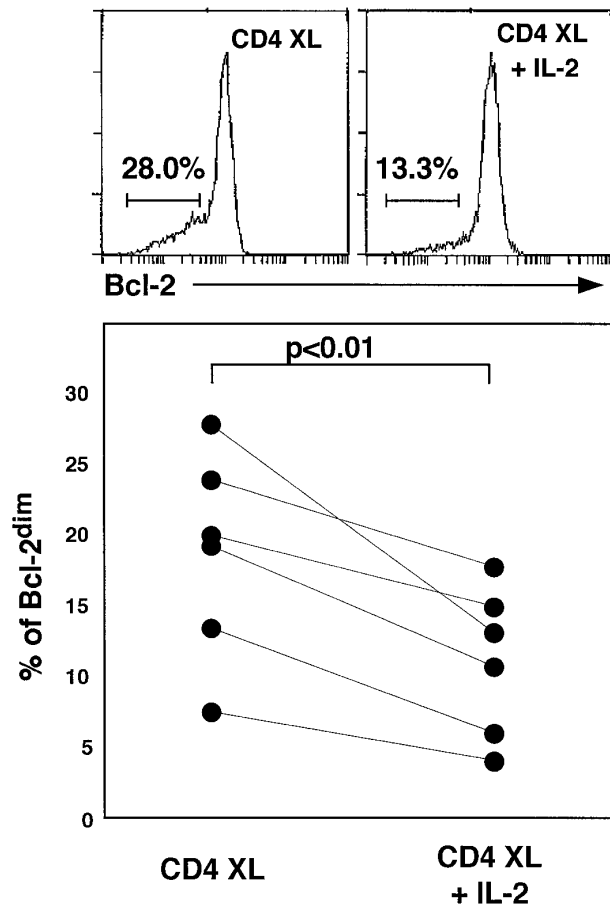 CD4 XL
28.0%
CD4 XL
+ IL-2
13.3%
Bcl-2
p<0.01
30
25
20
15
10
5
0
% of Bcl-2dim
CD4 XL
CD4 XL
+ IL-2